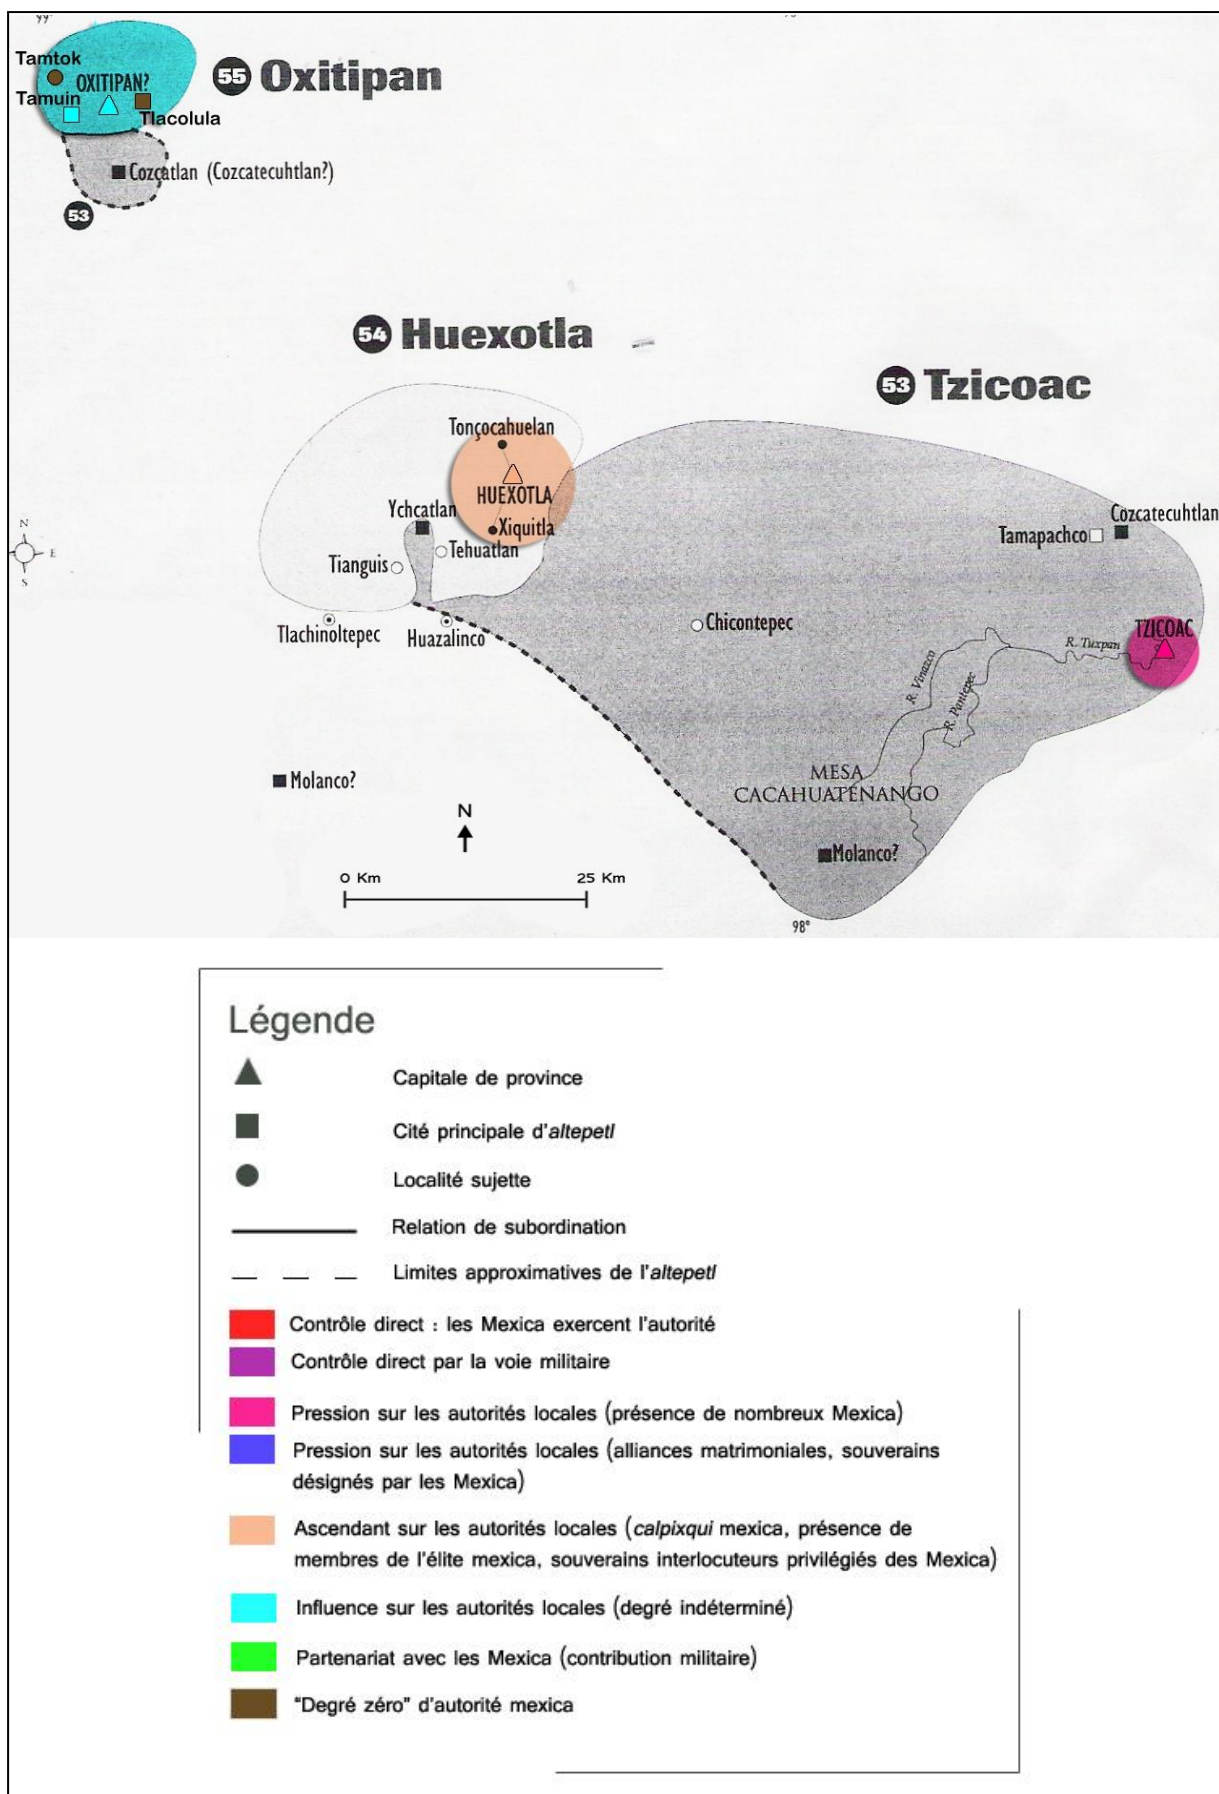 99°
Tamtok
OXITIPAN?
Tamuin
Tlacolula
55 Oxitipan
Cozcatlan (Cozcatecuhtlan?)
53
54 Huexotla
53 Tzicoac
Tonçocahuelan
HUEXOTLA
Ychcatlan
Xiquitla
Tehuatlan
Tianguis
Tlachinoltepec
Huazalinco
Cozcatecuhtlan
Tamapachco
Chicontepec
TZICOAC
R. Tuxpan
R. Vinazco
R. Pantepec
N
E
S
MESA
CACAHUATENANGO
Molanco?
Molanco?
N
0 Km
25 Km
98°
Légende
Capitale de province
Cité principale d'altepetl
Localité sujette
Relation de subordination
Limites approximatives de l'altepetl
Contrôle direct : les Mexica exercent l'autorité
Contrôle direct par la voie militaire
Pression sur les autorités locales (présence de nombreux Mexica)
Pression sur les autorités locales (alliances matrimoniales, souverains
désignés par les Mexica)
Ascendant sur les autorités locales (calpixqui mexica, présence de
membres de l'élite mexica, souverains interlocuteurs privilégiés des Mexica)
Influence sur les autorités locales (degré indéterminé)
Partenariat avec les Mexica (contribution militaire)
"Degré zéro" d'autorité mexica